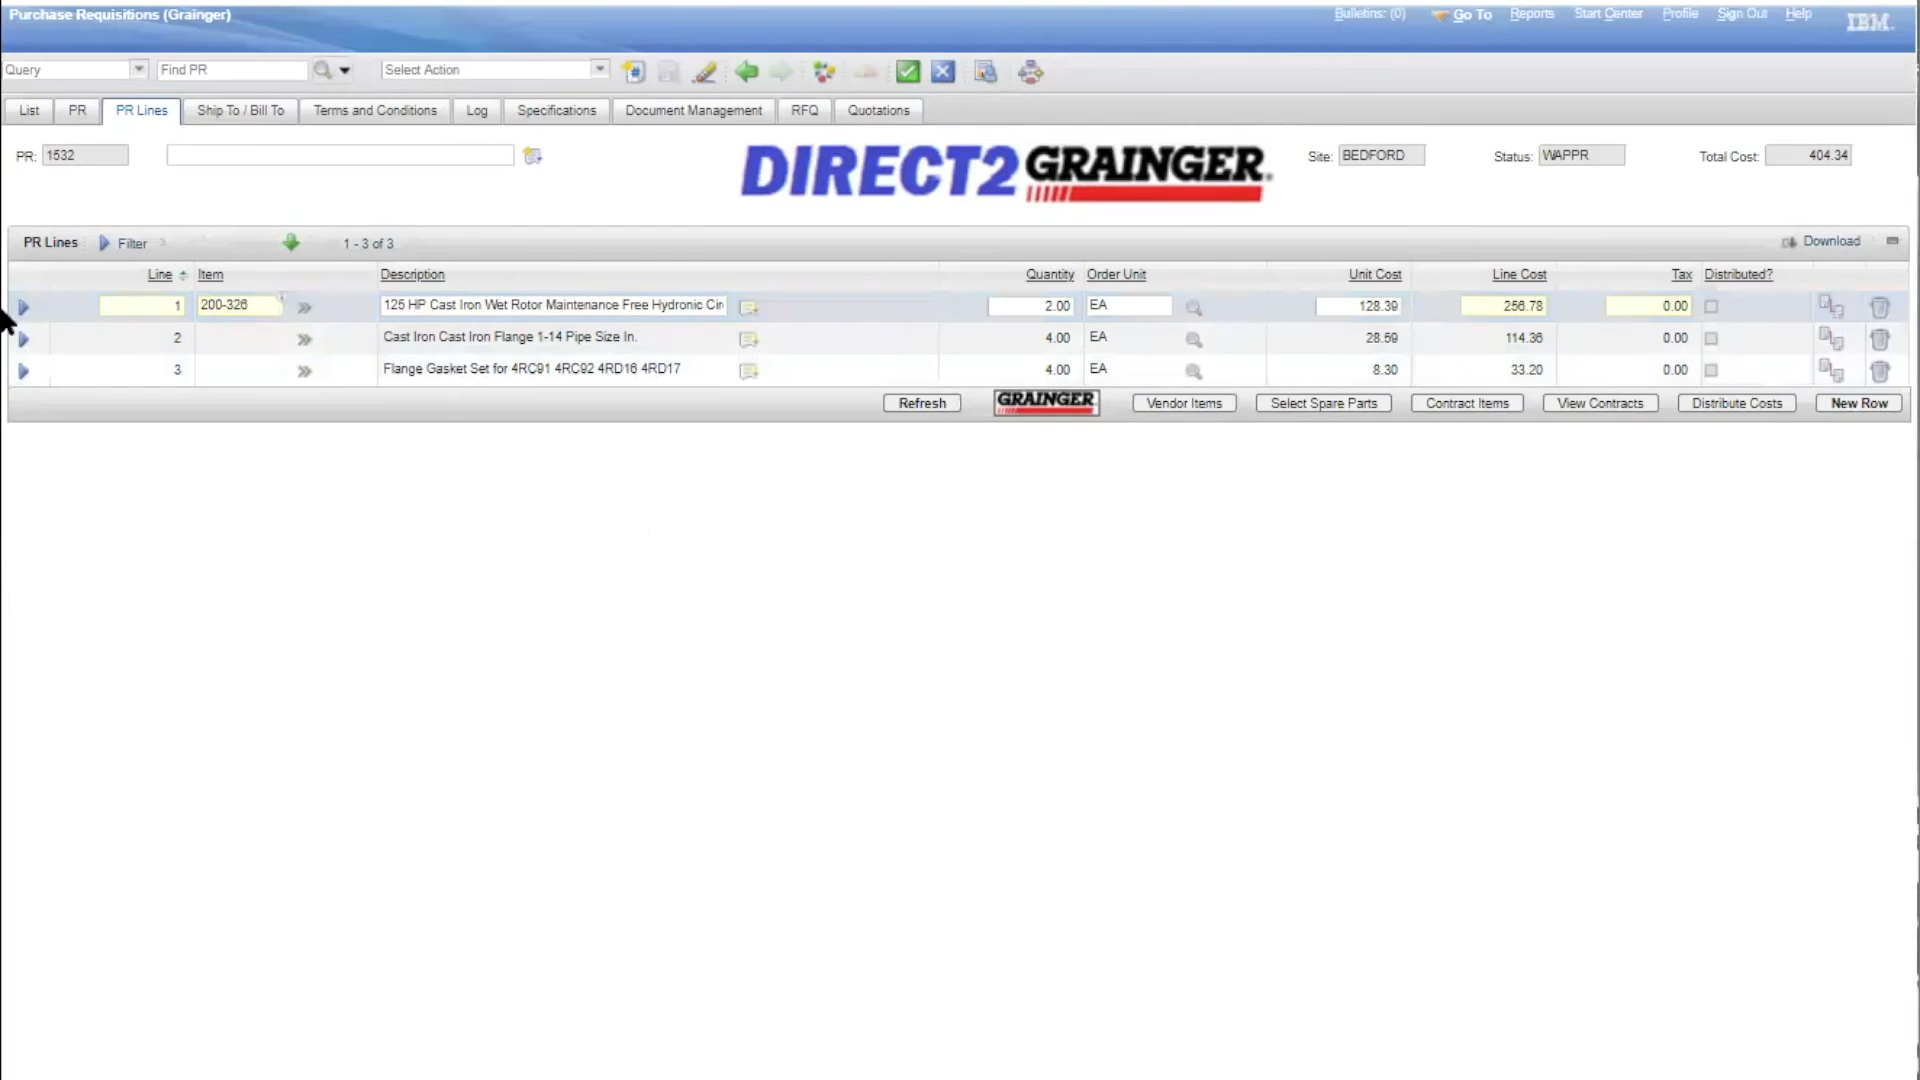 Purchase Requisitions (Grainger) Bulletins: (0) Go To Reports Start Center Profile Sign Out Help IBM.
Query Find PR Select Action
List PR PR Lines Ship To / Bill To Terms and Conditions Log Specifications Document Management RFQ Quotations
PR: 1532 DIRECT2GRAINGER. Site: BEDFORD Status: WAPPR Total Cost: 404.34
PR Lines Filter 1 - 3 of 3 Download
Line Item Description Quantity Order Unit Unit Cost Line Cost Tax Distributed?
1 200-326 125 HP Cast Iron Wet Rotor Maintenance Free Hydronic Cir 2.00 EA 128.39 256.78 0.00
2 Cast Iron Cast Iron Flange 1-14 Pipe Size In. 4.00 EA 28.59 114.36 0.00
3 Flange Gasket Set for 4RC91 4RC92 4RD16 4RD17 4.00 EA 8.30 33.20 0.00
Refresh GRAINGER Vendor Items Select Spare Parts Contract Items View Contracts Distribute Costs New Row